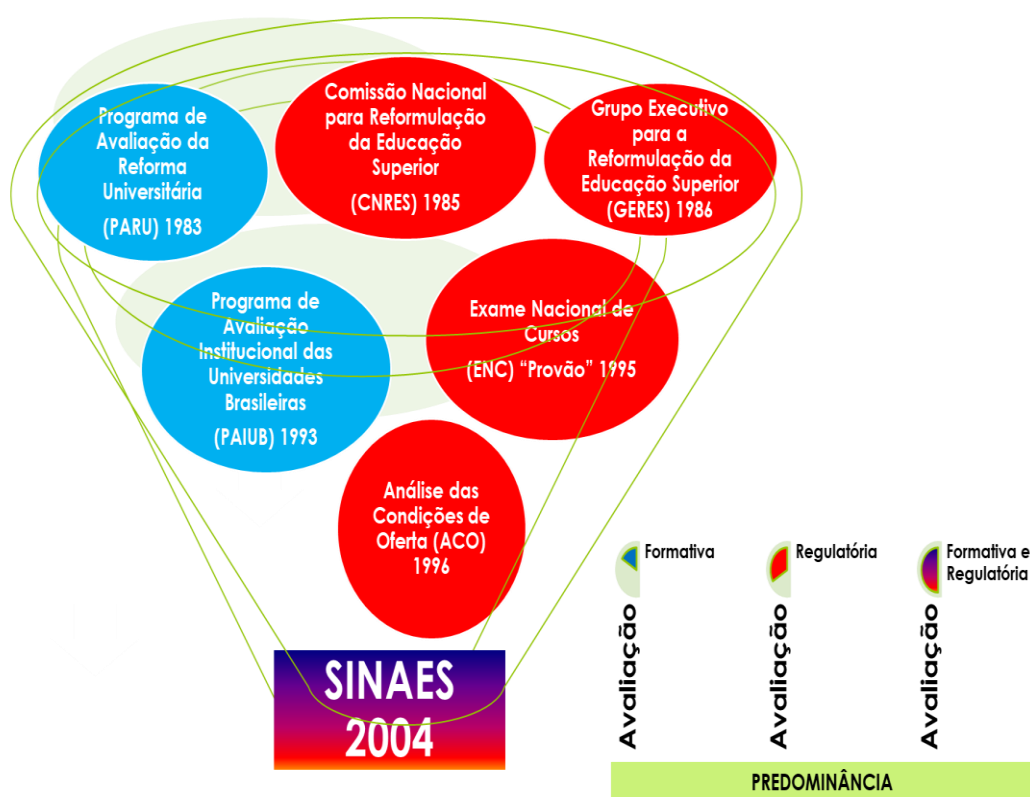 Programa de
Avaliação da
Reforma
Universitária
(PARU) 1983
Comissão Nacional
para Reformulação
da Educação
Superior
(CNRES) 1985
Grupo Executivo
para a
Reformulação da
Educação Superior
(GERES) 1986
Programa de
Avaliação
Institucional das
Universidades
Brasileiras
(PAIUB) 1993
Exame Nacional de
Cursos
(ENC) “Provão” 1995
Análise das
Condições de
Oferta (ACO)
1996
SINAES
2004
Formativa
Avaliação
Regulatória
Avaliação
Formativa e
Regulatória
Avaliação
PREDOMINÂNCIA